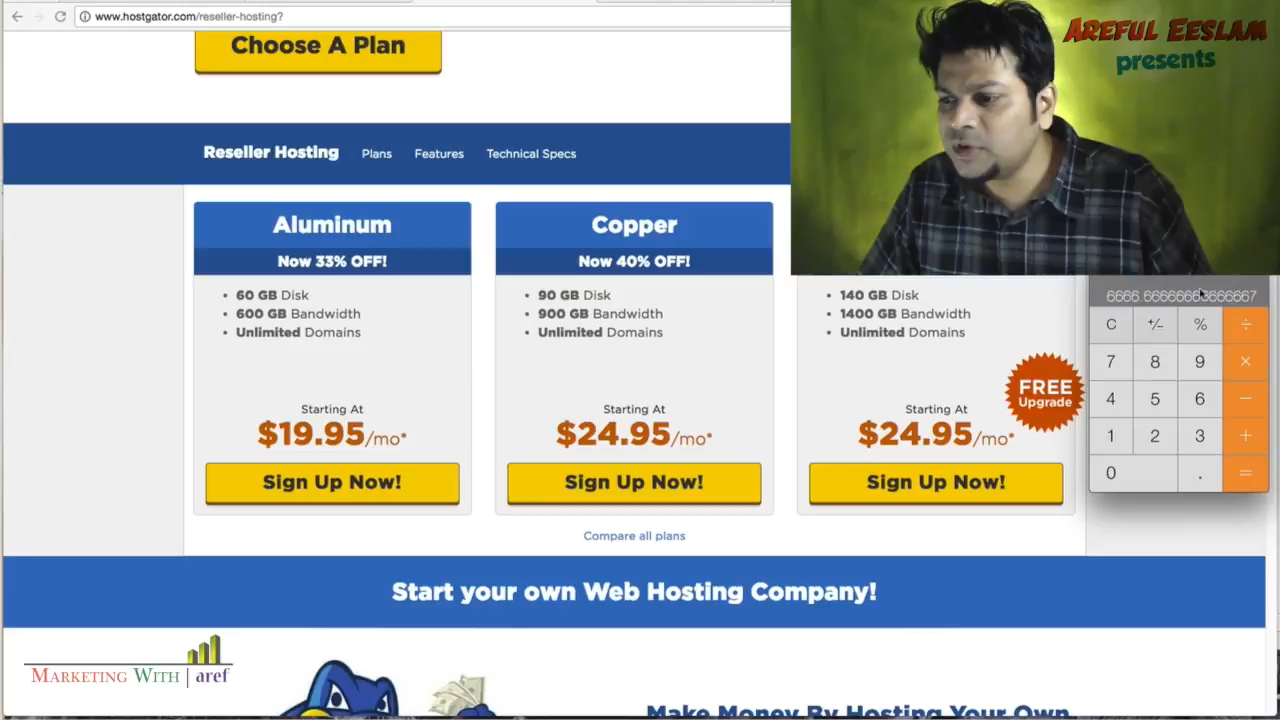 www.hostgator.com/reseller-hosting?
AREFUL EESLAM
presents
Choose A Plan
Reseller Hosting Plans Features Technical Specs
Aluminum
Now 33% OFF!
60 GB Disk
600 GB Bandwidth
Unlimited Domains
Starting At
$19.95/mo*
Sign Up Now!
Copper
Now 40% OFF!
90 GB Disk
900 GB Bandwidth
Unlimited Domains
Starting At
$24.95/mo*
Sign Up Now!
140 GB Disk
1400 GB Bandwidth
Unlimited Domains
FREE
Upgrade
Starting At
$24.95/mo*
Sign Up Now!
C +/- % ÷
7 8 9 ×
4 5 6 −
1 2 3 +
0 . =
Compare all plans
Start your own Web Hosting Company!
MARKETING WITH | aref
Make Money By Hosting Your Own